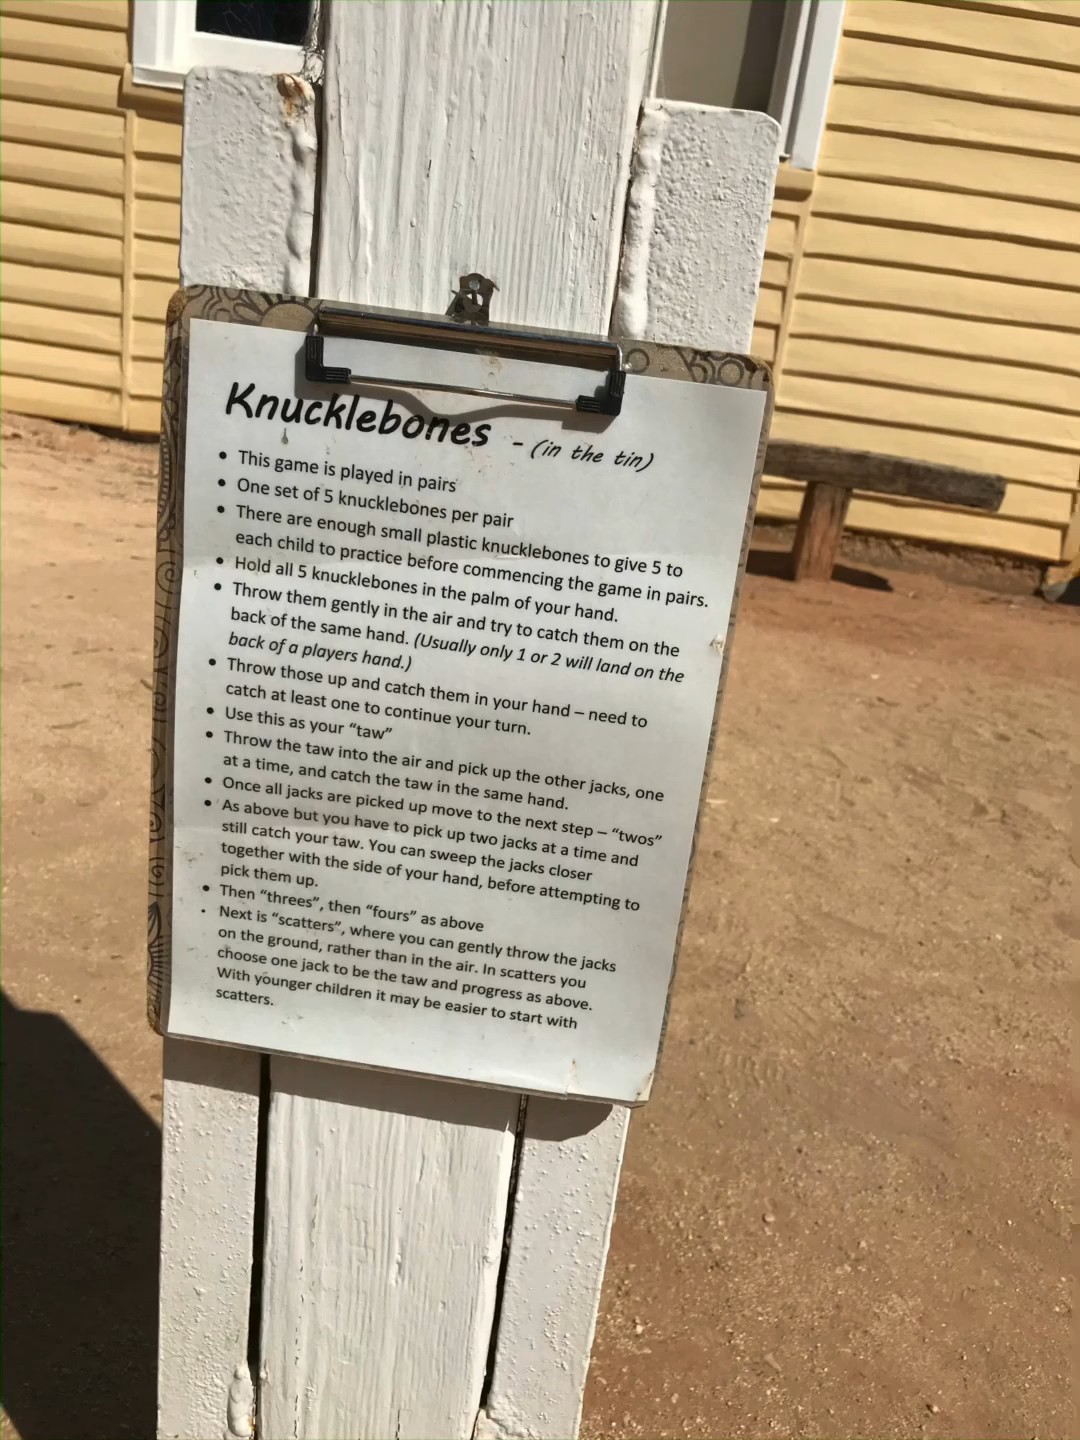 Knucklebones - (in the tin)
• This game is played in pairs
• One set of 5 knucklebones per pair
• There are enough small plastic knucklebones to give 5 to
each child to practice before commencing the game in pairs.
• Hold all 5 knucklebones in the palm of your hand.
• Throw them gently in the air and try to catch them on the
back of the same hand. (Usually only 1 or 2 will land on the
back of a players hand.)
• Throw those up and catch them in your hand – need to
catch at least one to continue your turn.
• Use this as your “taw”
• Throw the taw into the air and pick up the other jacks, one
at a time, and catch the taw in the same hand.
• Once all jacks are picked up move to the next step – “twos”
• As above but you have to pick up two jacks at a time and
still catch your taw. You can sweep the jacks closer
together with the side of your hand, before attempting to
pick them up.
• Then “threes”, then “fours” as above
· Next is “scatters”, where you can gently throw the jacks
on the ground, rather than in the air. In scatters you
choose one jack to be the taw and progress as above.
With younger children it may be easier to start with
scatters.